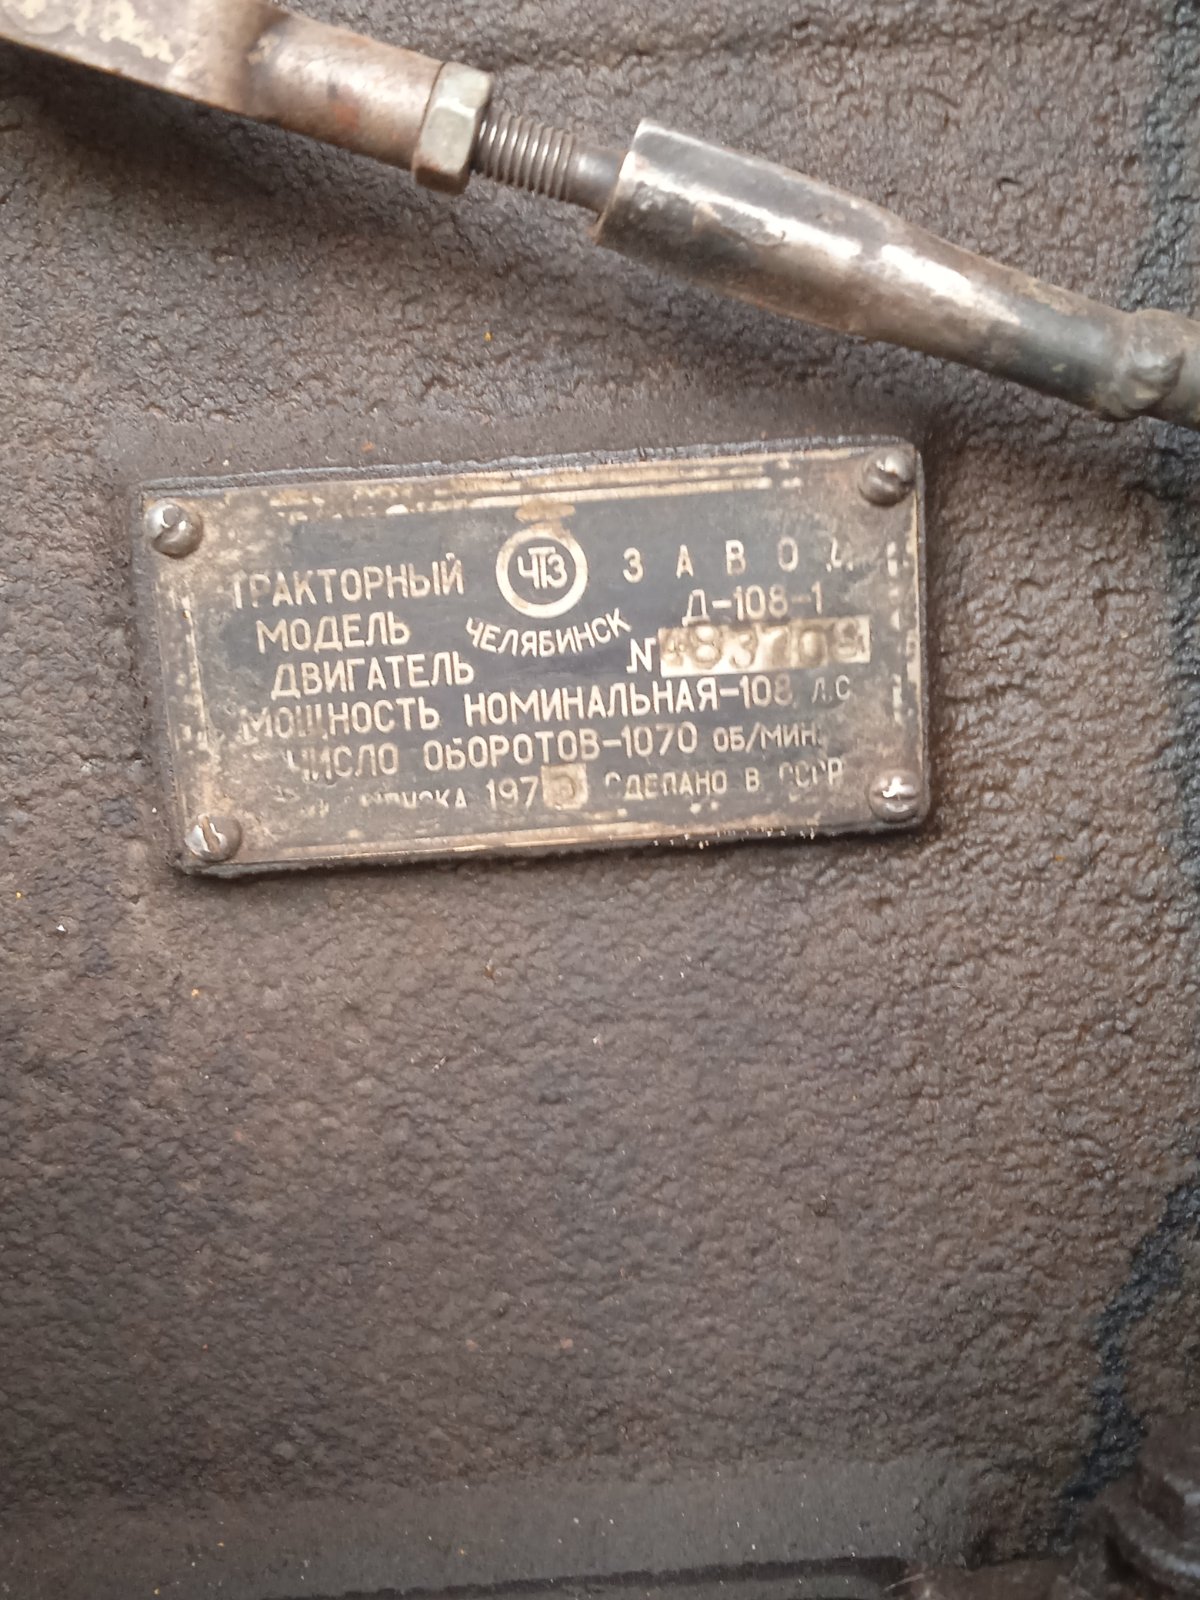 ТРАКТОРНЫЙ ЧТЗ ЗАВОД
ЧЕЛЯБИНСК
МОДЕЛЬ Д-108-1
ДВИГАТЕЛЬ №
МОЩНОСТЬ НОМИНАЛЬНАЯ-108 Л.С
ЧИСЛО ОБОРОТОВ-1070 ОБ/МИН.
ВЫПУСКА СДЕЛАНО В СССР